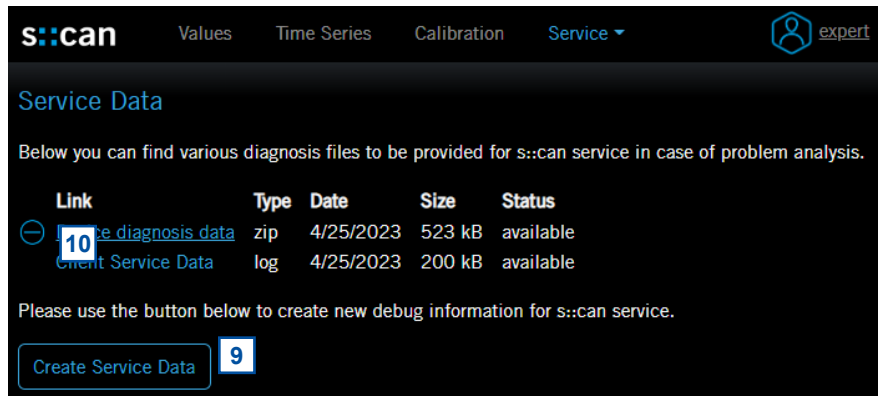 s::can Values Time Series Calibration Service expert
Service Data
Below you can find various diagnosis files to be provided for s::can service in case of problem analysis.
Link Type Date Size Status
10 diagnosis data zip 4/25/2023 523 kB available
Client Service Data log 4/25/2023 200 kB available
Please use the button below to create new debug information for s::can service.
Create Service Data 9